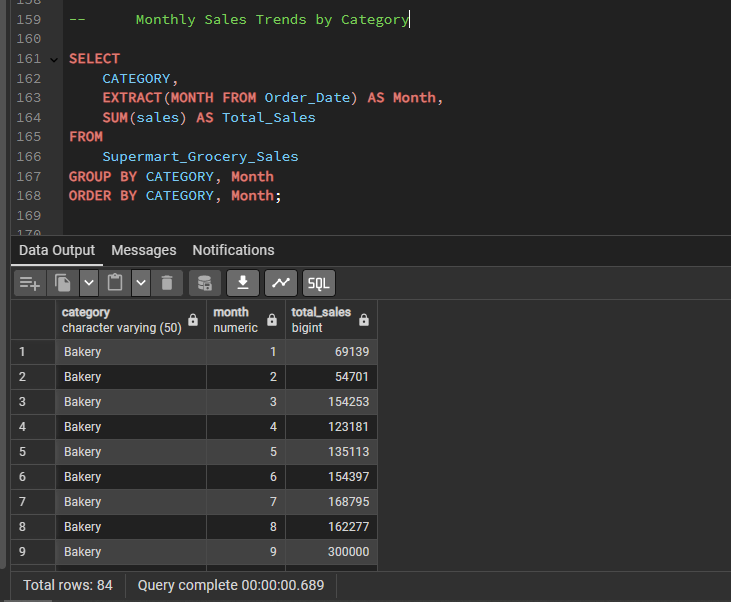 159 -- Monthly Sales Trends by Category
160
161 SELECT
162 CATEGORY,
163 EXTRACT(MONTH FROM Order_Date) AS Month,
164 SUM(sales) AS Total_Sales
165 FROM
166 Supermart_Grocery_Sales
167 GROUP BY CATEGORY, Month
168 ORDER BY CATEGORY, Month;
169
Data Output Messages Notifications
SQL
category month total_sales
character varying (50) numeric bigint
1 Bakery 1 69139
2 Bakery 2 54701
3 Bakery 3 154253
4 Bakery 4 123181
5 Bakery 5 135113
6 Bakery 6 154397
7 Bakery 7 168795
8 Bakery 8 162277
9 Bakery 9 300000
Total rows: 84 Query complete 00:00:00.689